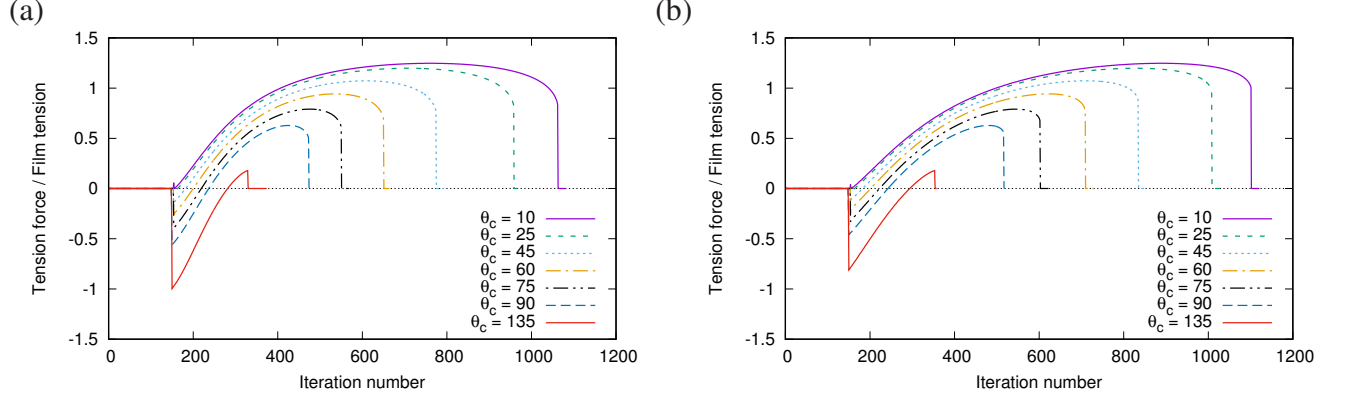 (a)
Tension force / Film tension
1.5
1
0.5
0
-0.5
-1
-1.5
θc = 10
θc = 25
θc = 45
θc = 60
θc = 75
θc = 90
θc = 135
0 200 400 600 800 1000 1200
Iteration number
(b)
Tension force / Film tension
1.5
1
0.5
0
-0.5
-1
-1.5
θc = 10
θc = 25
θc = 45
θc = 60
θc = 75
θc = 90
θc = 135
0 200 400 600 800 1000 1200
Iteration number